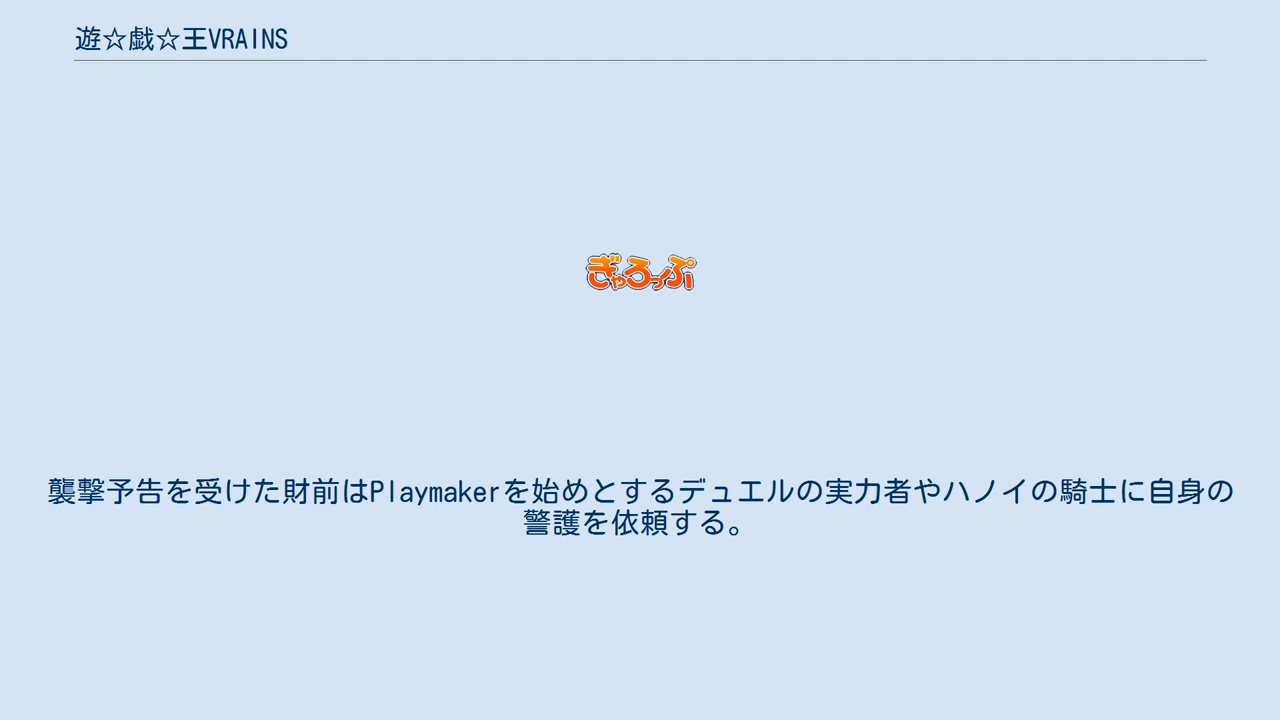 遊☆戯☆王VRAINS
ぎゃろっぷ
襲撃予告を受けた財前はPlaymakerを始めとするデュエルの実力者やハノイの騎士に自身の
警護を依頼する。